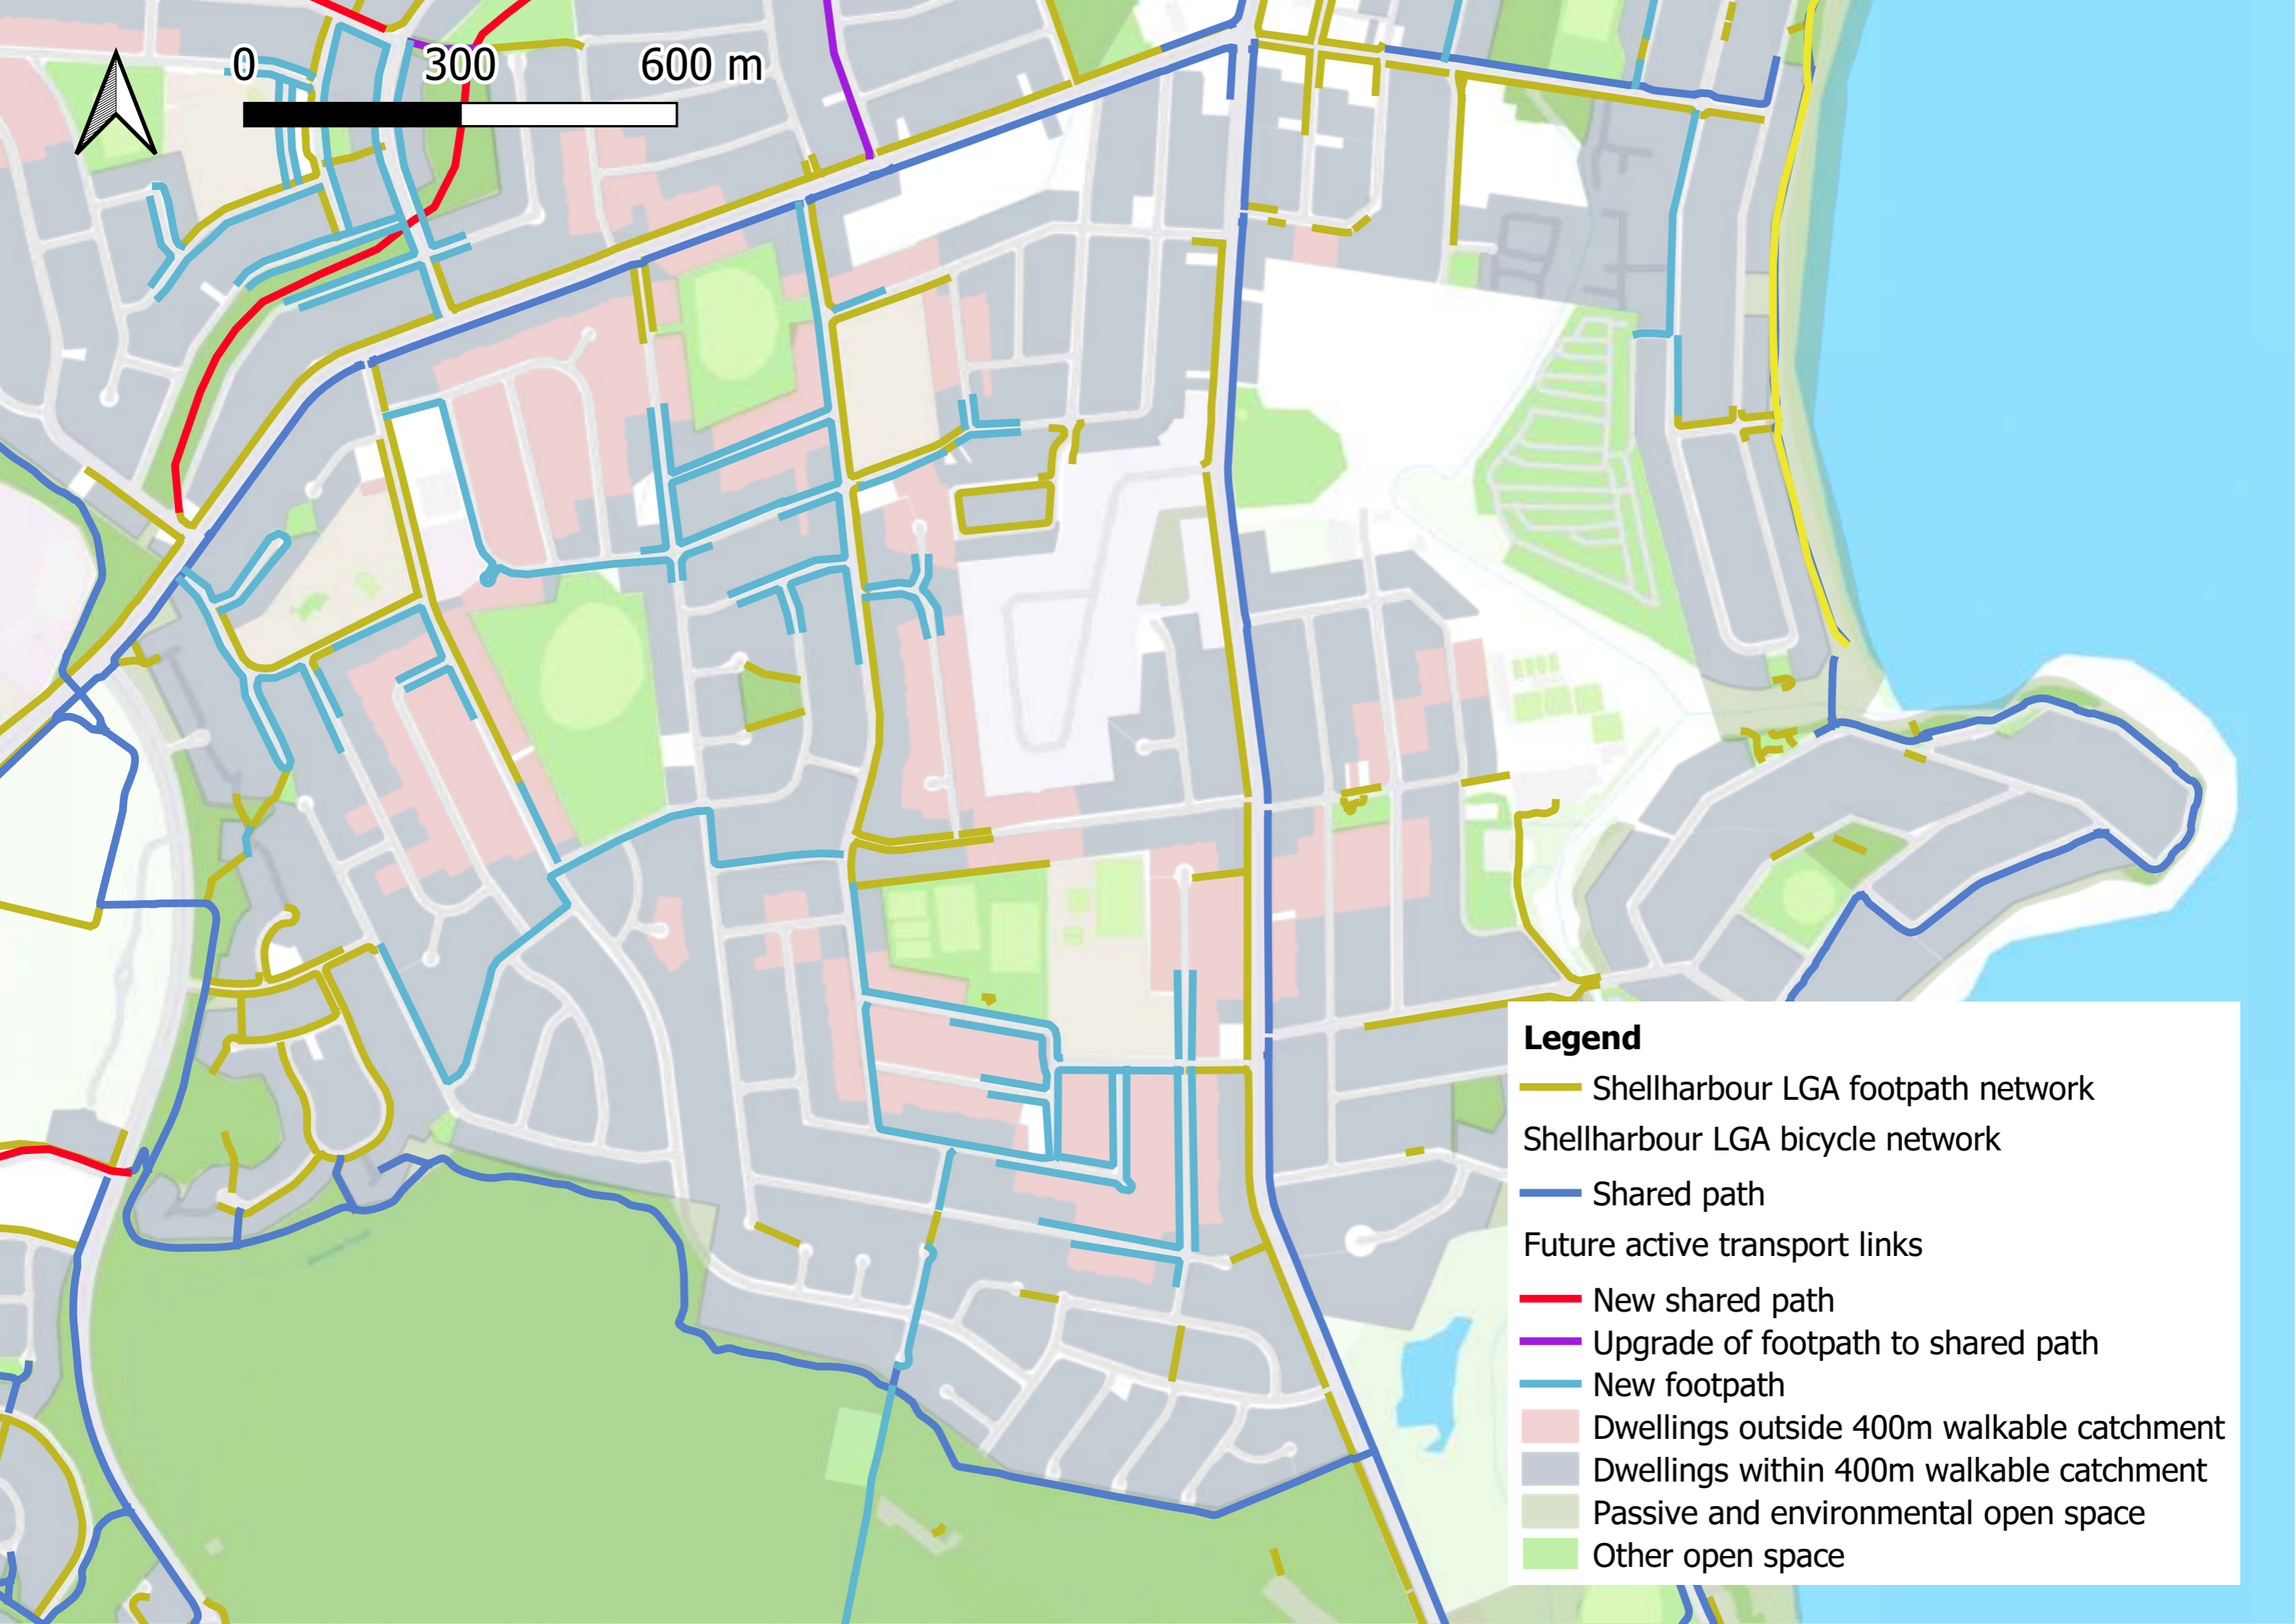 0 300 600 m
Legend
Shellharbour LGA footpath network
Shellharbour LGA bicycle network
Shared path
Future active transport links
New shared path
Upgrade of footpath to shared path
New footpath
Dwellings outside 400m walkable catchment
Dwellings within 400m walkable catchment
Passive and environmental open space
Other open space